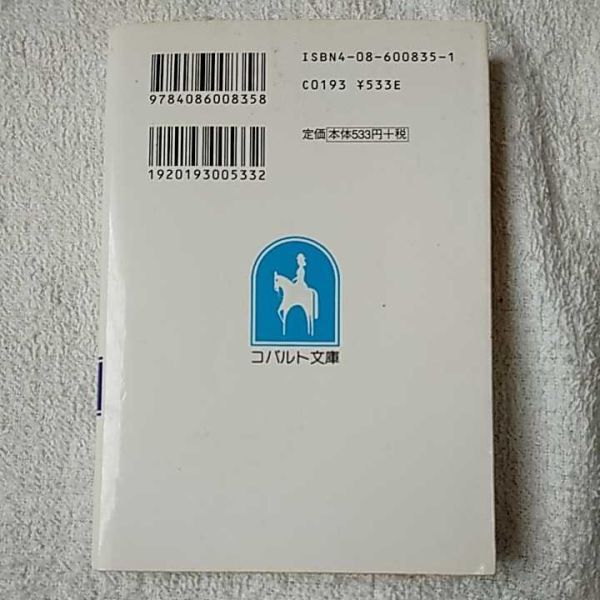 ISBN4-08-600835-1
9784086008358
C0193 ¥533E
定価 本体533円+税
1920193005332
コバルト文庫